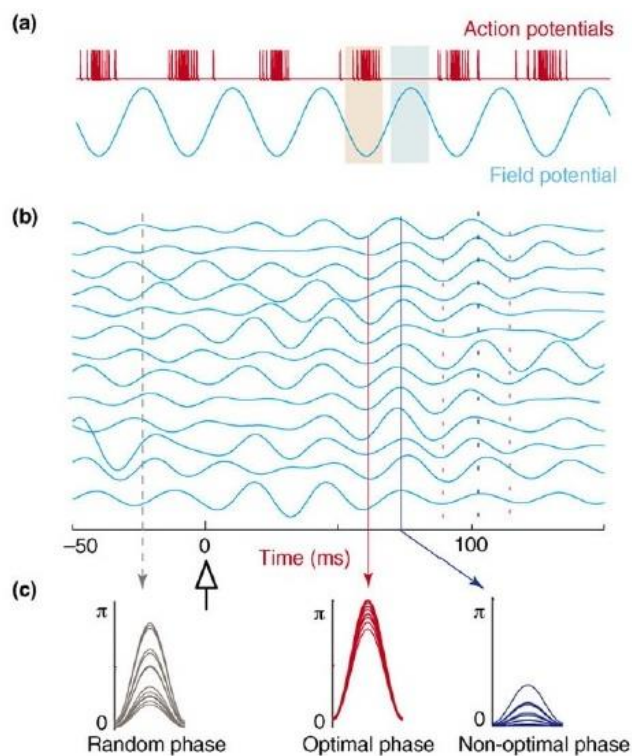 (a)
Action potentials
Field potential
(b)
–50
0
Time (ms)
100
(c)
π
0
Random phase
π
0
Optimal phase
π
0
Non-optimal phase